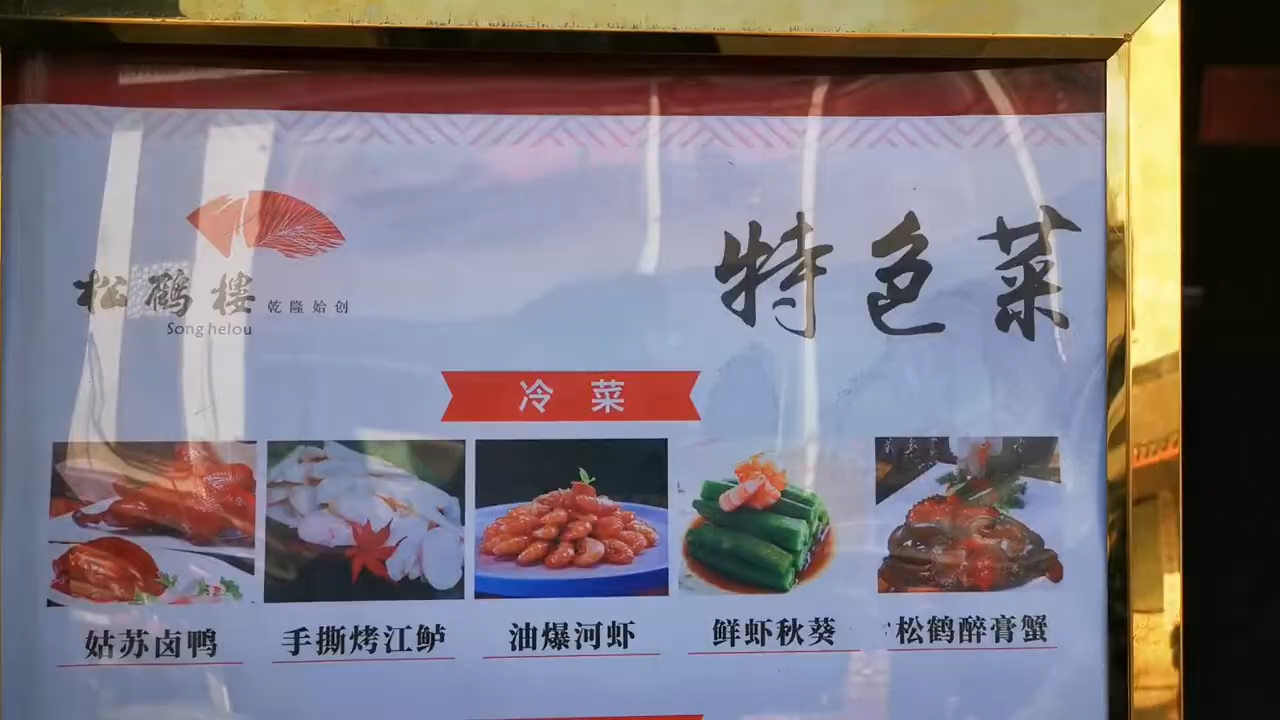 松鹤樓 乾隆始创
Song helou
特色菜
冷菜
姑苏卤鸭
手撕烤江鲈
油爆河虾
鲜虾秋葵
松鹤醉膏蟹